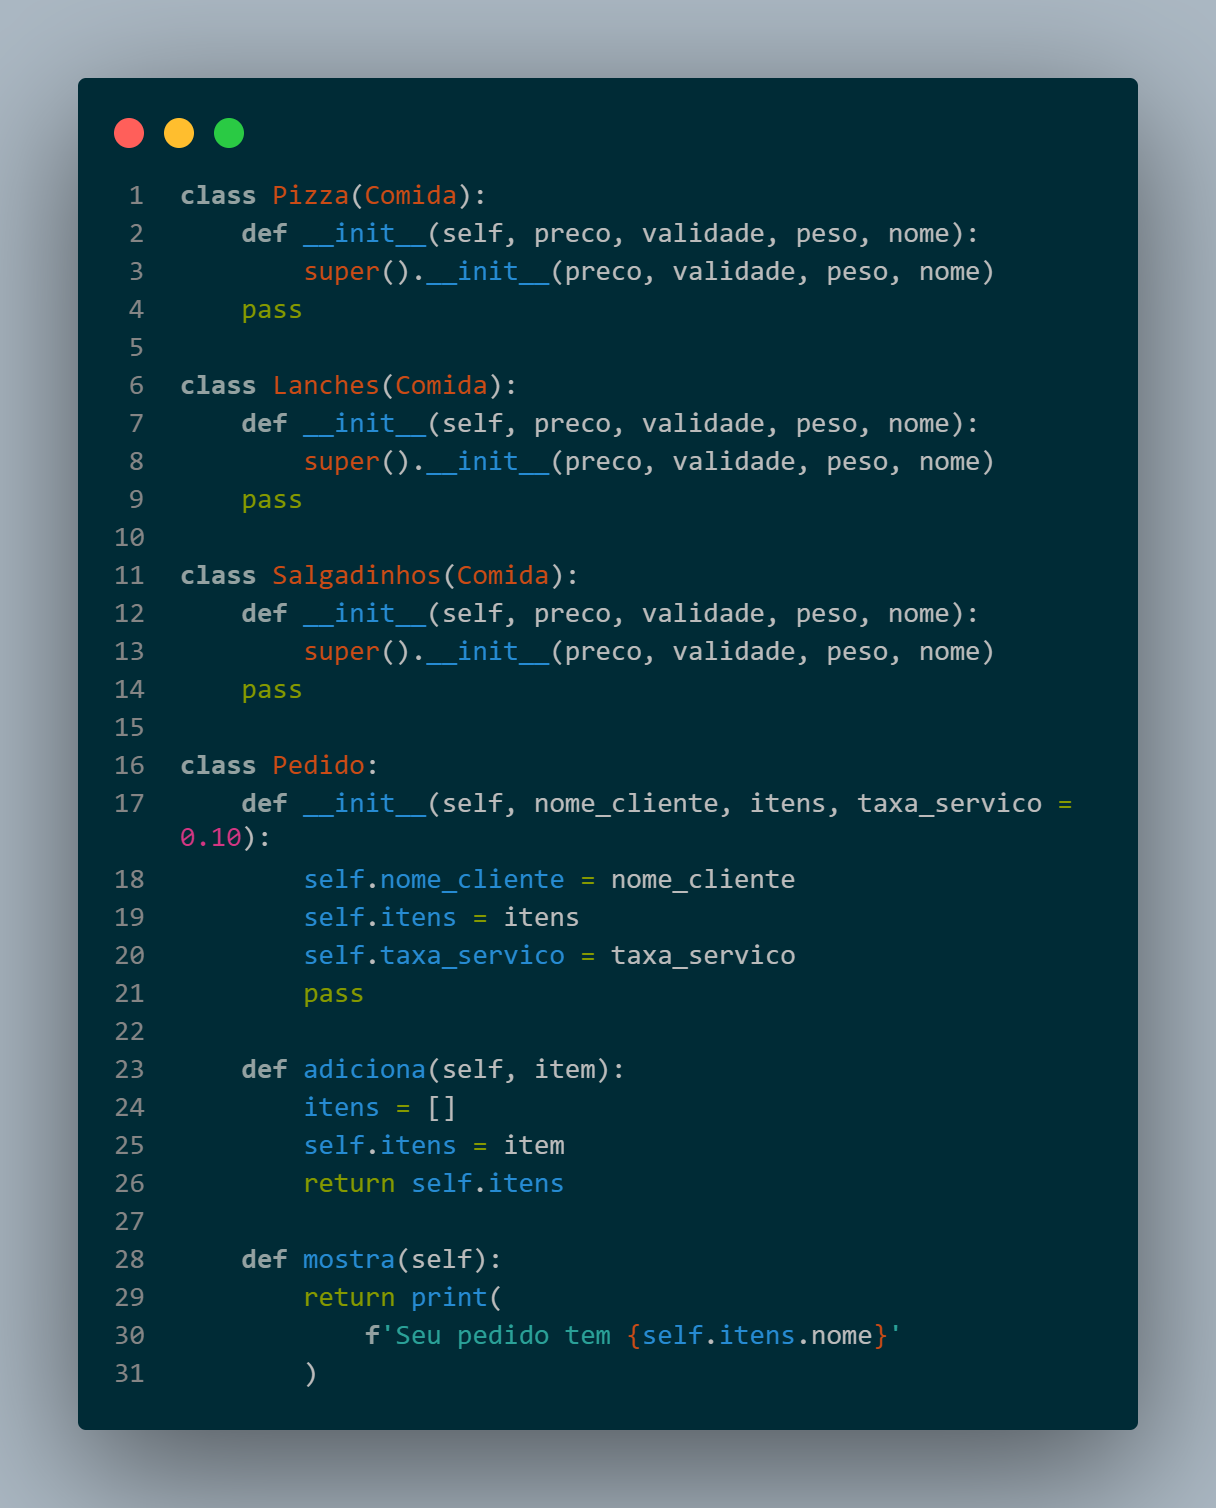 1 class Pizza(Comida):
2     def __init__(self, preco, validade, peso, nome):
3         super().__init__(preco, validade, peso, nome)
4     pass
5
6 class Lanches(Comida):
7     def __init__(self, preco, validade, peso, nome):
8         super().__init__(preco, validade, peso, nome)
9     pass
10
11 class Salgadinhos(Comida):
12     def __init__(self, preco, validade, peso, nome):
13         super().__init__(preco, validade, peso, nome)
14     pass
15
16 class Pedido:
17     def __init__(self, nome_cliente, itens, taxa_servico =
0.10):
18         self.nome_cliente = nome_cliente
19         self.itens = itens
20         self.taxa_servico = taxa_servico
21         pass
22
23     def adiciona(self, item):
24         itens = []
25         self.itens = item
26         return self.itens
27
28     def mostra(self):
29         return print(
30             f'Seu pedido tem {self.itens.nome}'
31         )